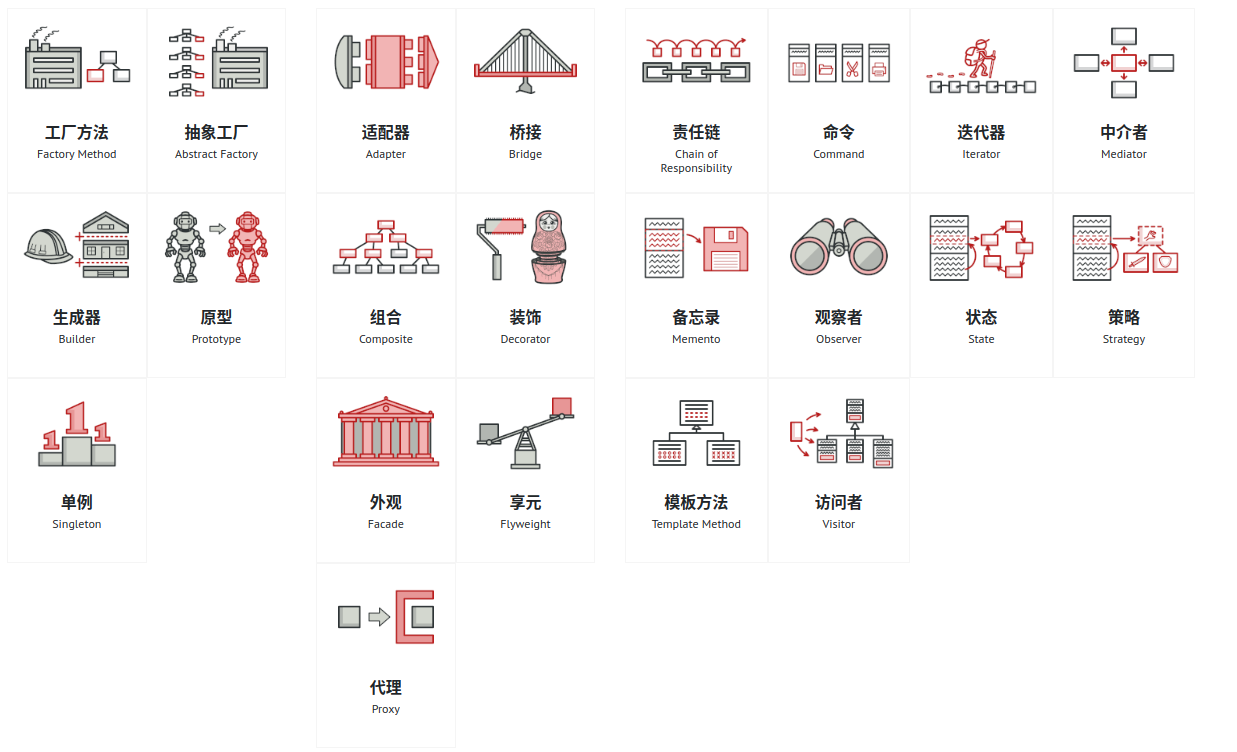 工厂方法
Factory Method
抽象工厂
Abstract Factory
适配器
Adapter
桥接
Bridge
责任链
Chain of
Responsibility
命令
Command
迭代器
Iterator
中介者
Mediator
生成器
Builder
原型
Prototype
组合
Composite
装饰
Decorator
备忘录
Memento
观察者
Observer
状态
State
策略
Strategy
1
1
1
单例
Singleton
外观
Facade
享元
Flyweight
模板方法
Template Method
访问者
Visitor
代理
Proxy